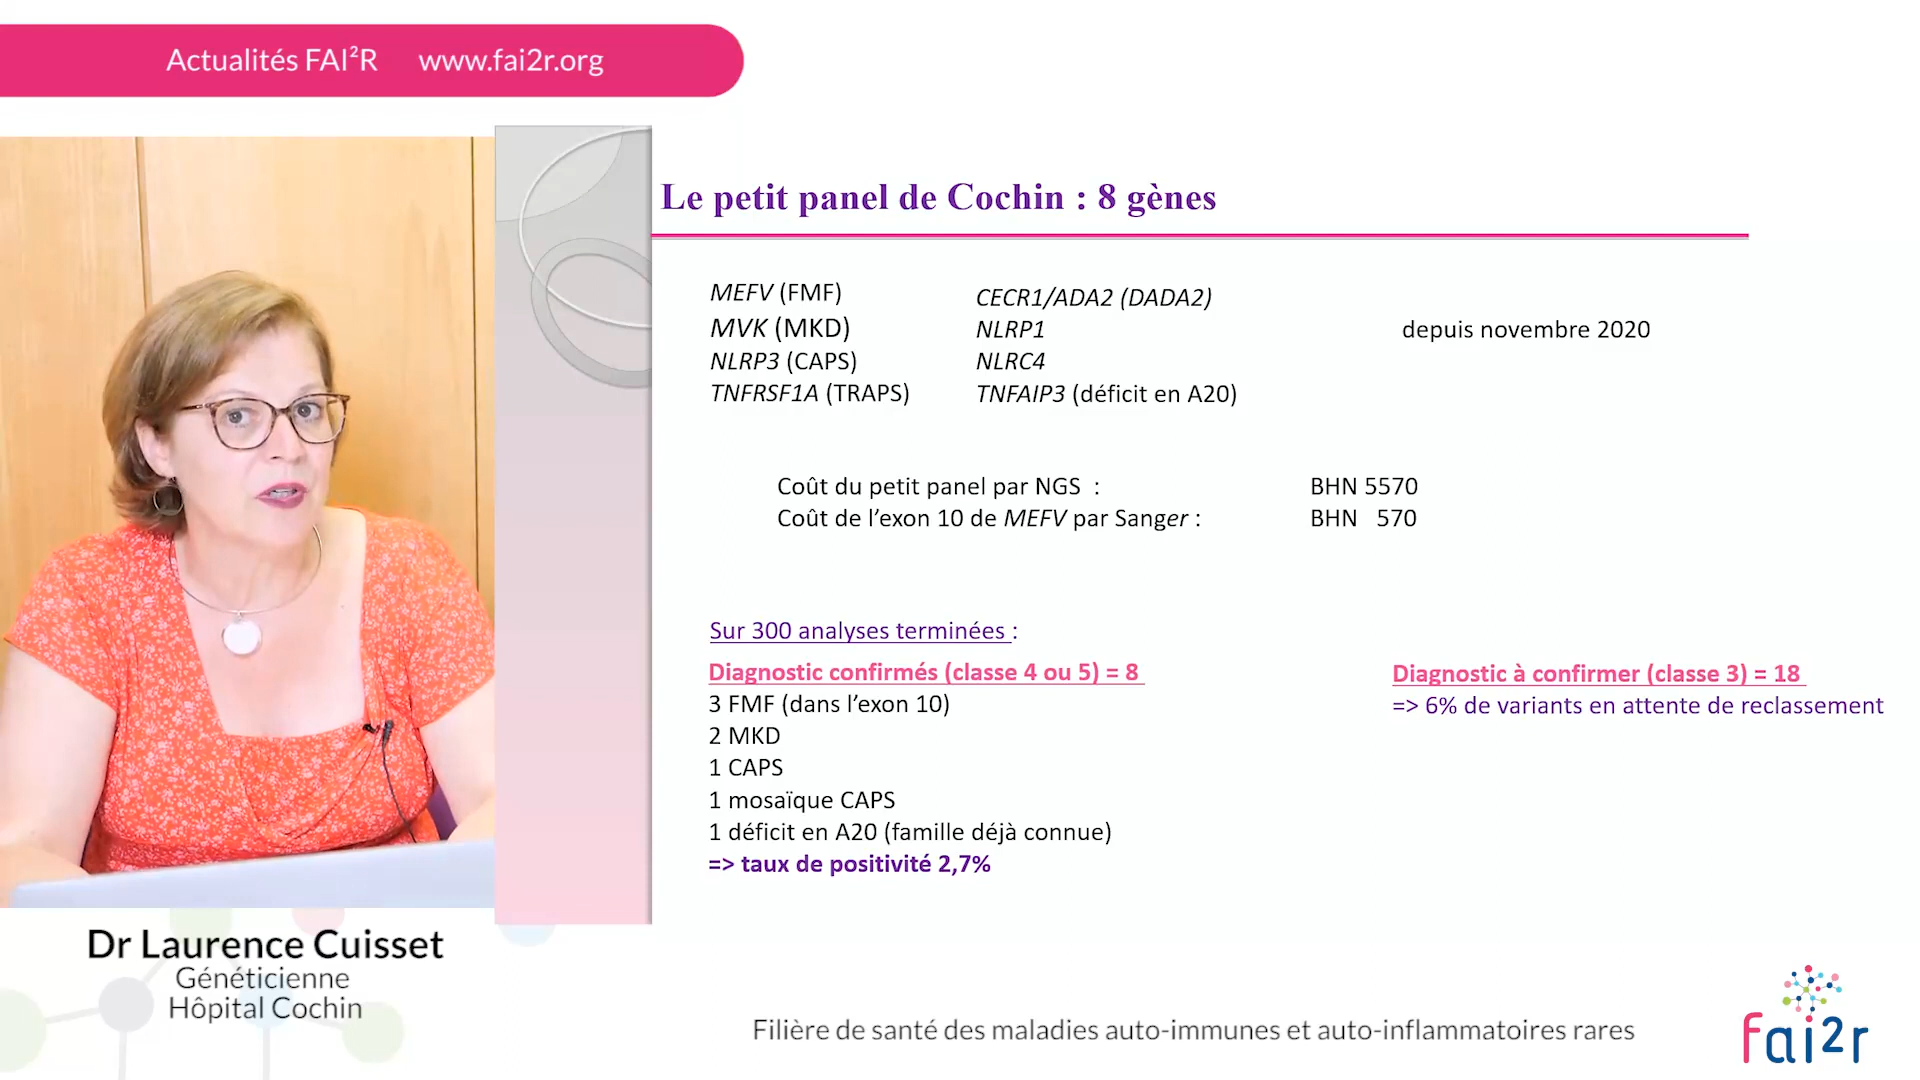 Actualités FAI²R www.fai2r.org
Le petit panel de Cochin : 8 gènes
MEFV (FMF)
MVK (MKD)
NLRP3 (CAPS)
TNFRSF1A (TRAPS)
CECR1/ADA2 (DADA2)
NLRP1
NLRC4
TNFAIP3 (déficit en A20)
depuis novembre 2020
Coût du petit panel par NGS : BHN 5570
Coût de l’exon 10 de MEFV par Sanger : BHN 570
Sur 300 analyses terminées :
Diagnostic confirmés (classe 4 ou 5) = 8
3 FMF (dans l’exon 10)
2 MKD
1 CAPS
1 mosaïque CAPS
1 déficit en A20 (famille déjà connue)
=> taux de positivité 2,7%
Diagnostic à confirmer (classe 3) = 18
=> 6% de variants en attente de reclassement
Dr Laurence Cuisset
Généticienne
Hôpital Cochin
Filière de santé des maladies auto-immunes et auto-inflammatoires rares
fai2r